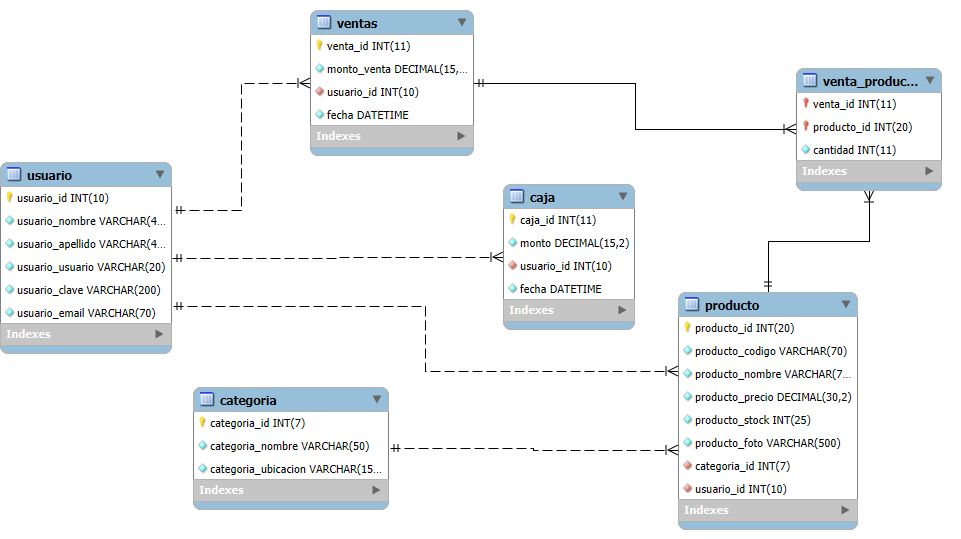 ventas
venta_id INT(11)
monto_venta DECIMAL(15,...
usuario_id INT(10)
fecha DATETIME
Indexes
venta_produc...
venta_id INT(11)
producto_id INT(20)
cantidad INT(11)
Indexes
usuario
usuario_id INT(10)
usuario_nombre VARCHAR(4...
usuario_apellido VARCHAR(4...
usuario_usuario VARCHAR(20)
usuario_clave VARCHAR(200)
usuario_email VARCHAR(70)
Indexes
caja
caja_id INT(11)
monto DECIMAL(15,2)
usuario_id INT(10)
fecha DATETIME
Indexes
producto
producto_id INT(20)
producto_codigo VARCHAR(70)
producto_nombre VARCHAR(7...
producto_precio DECIMAL(30,2)
producto_stock INT(25)
producto_foto VARCHAR(500)
categoria_id INT(7)
usuario_id INT(10)
Indexes
categoria
categoria_id INT(7)
categoria_nombre VARCHAR(50)
categoria_ubicacion VARCHAR(15...
Indexes